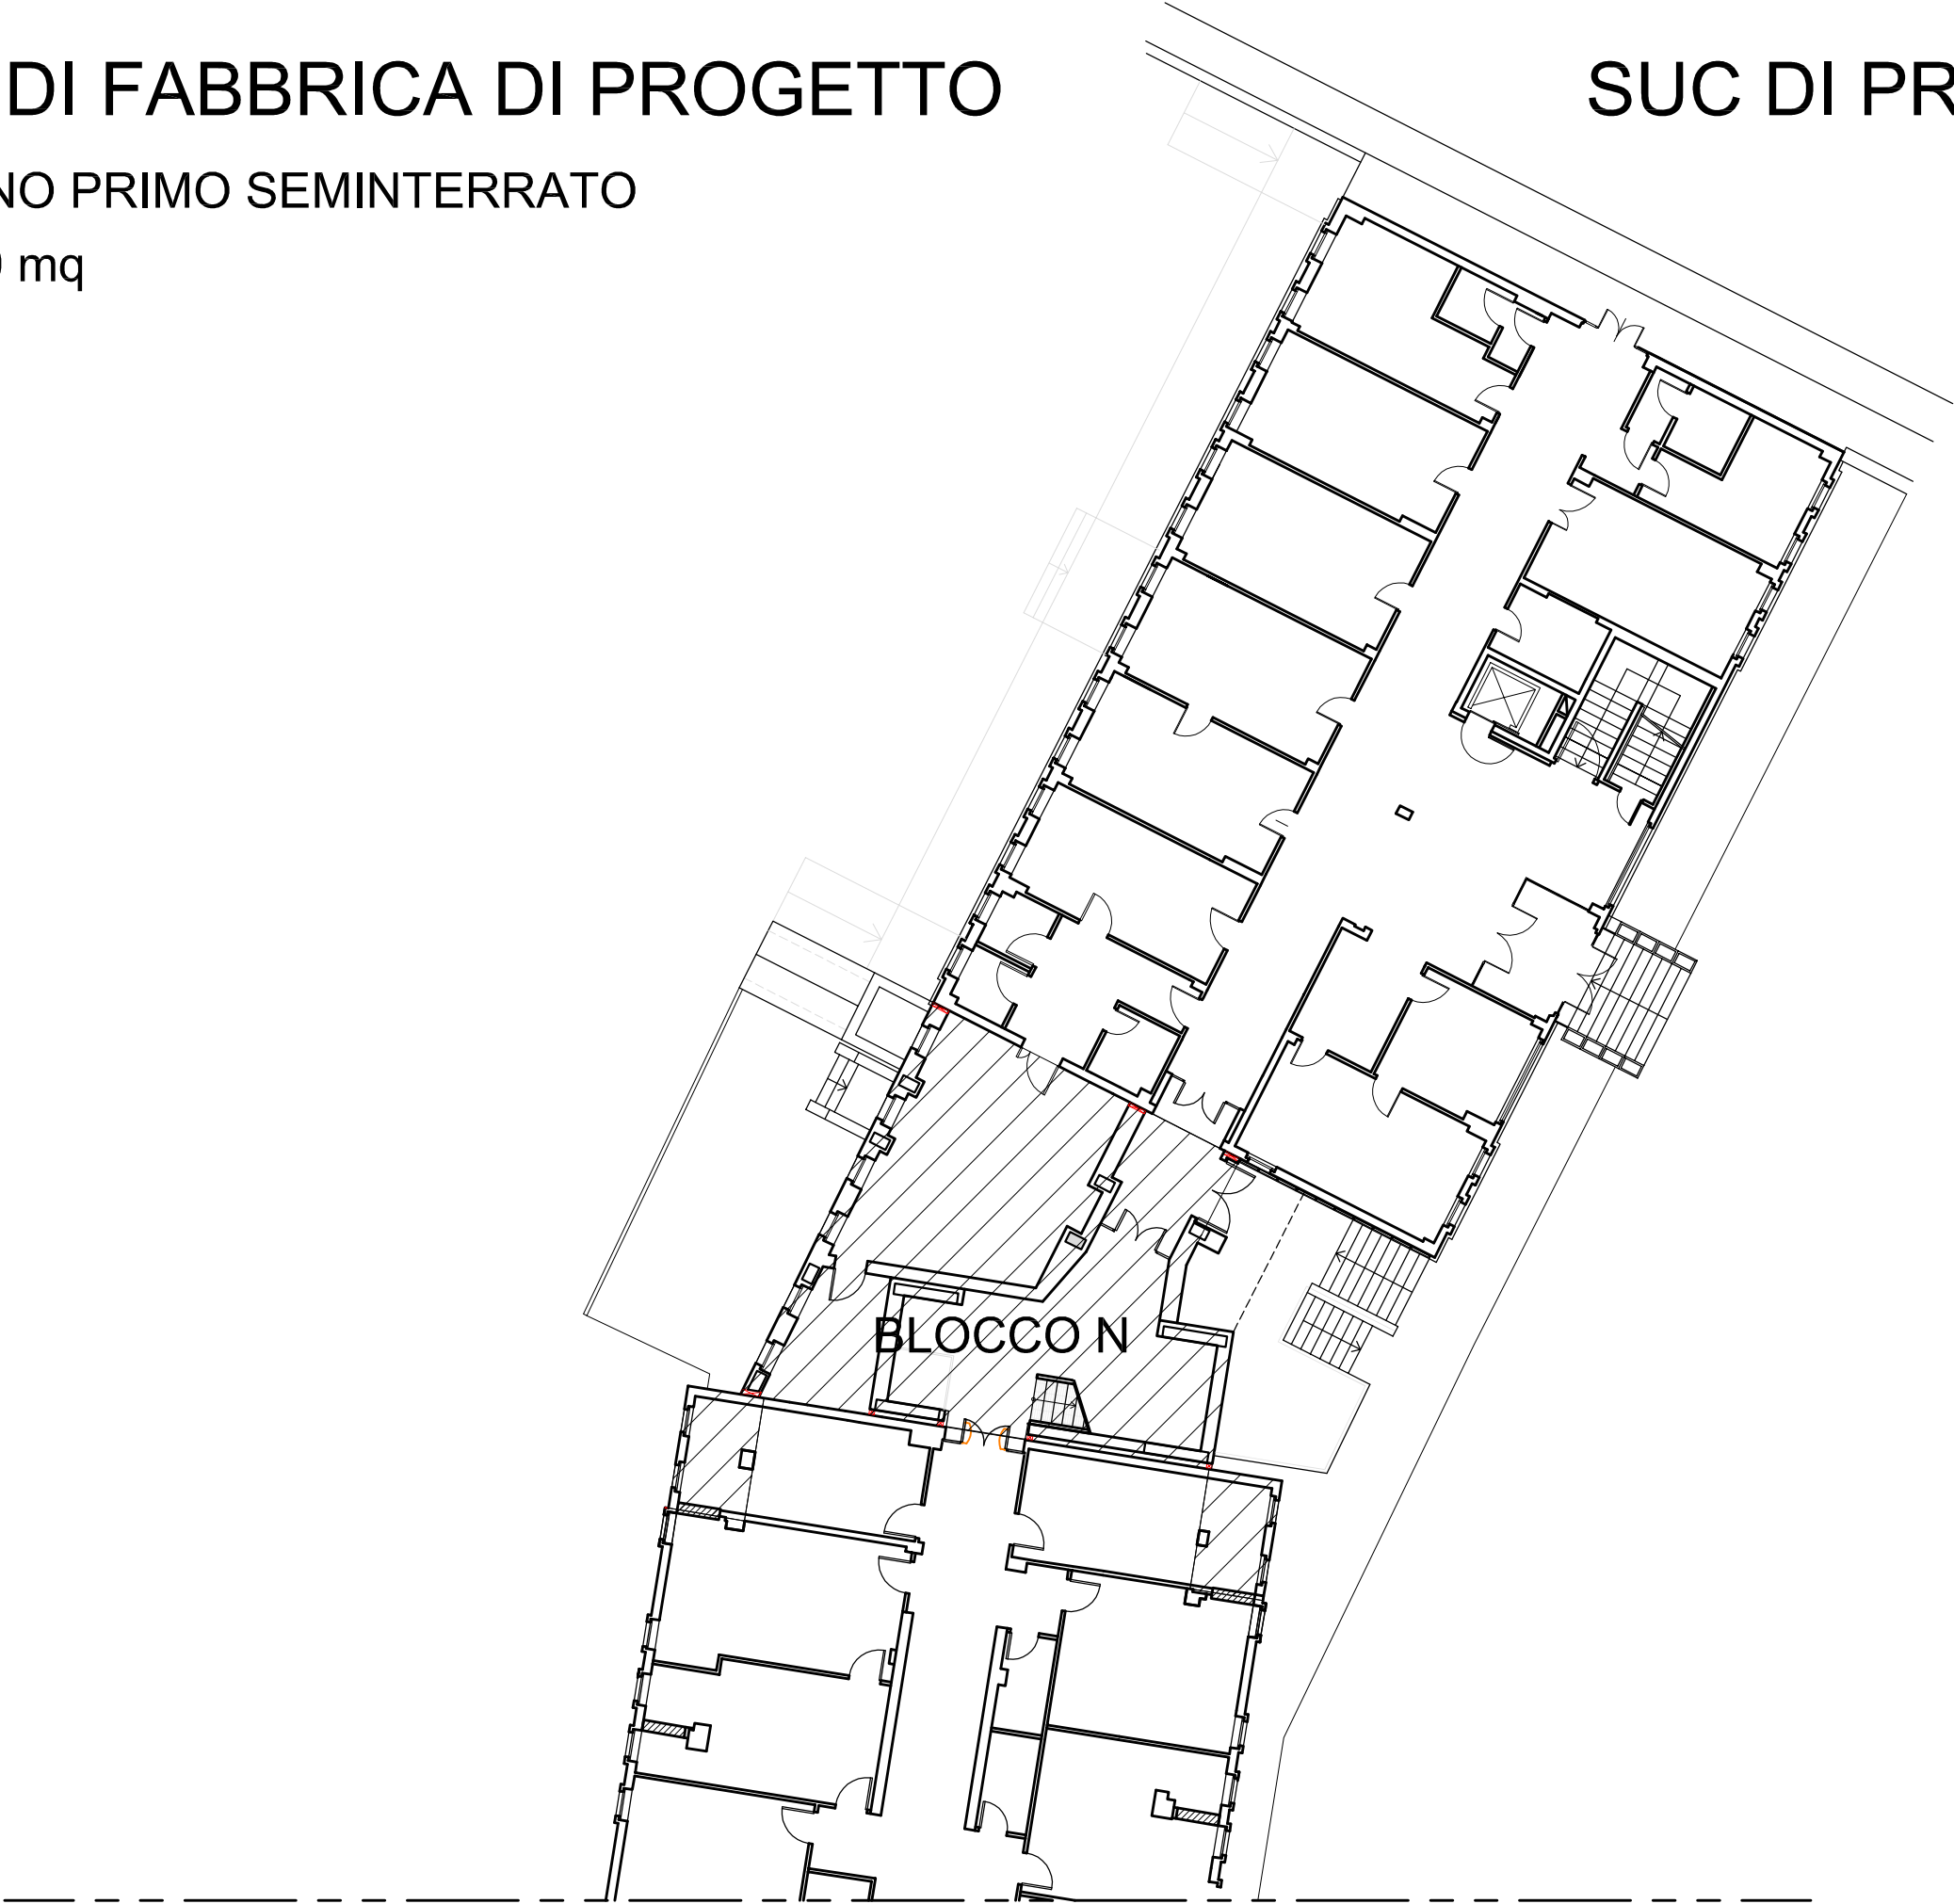 DI FABBRICA DI PROGETTO
SUC DI PR
NO PRIMO SEMINTERRATO
mq
BLOCCO N